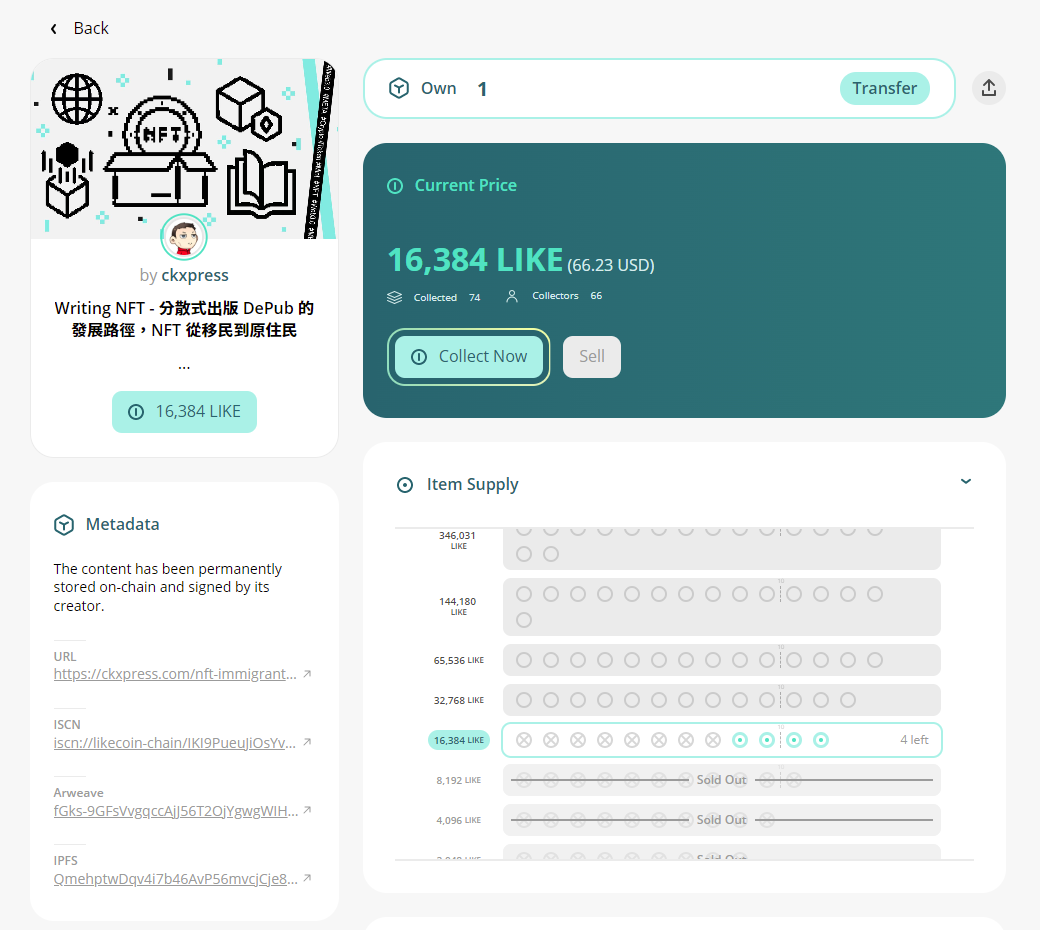 Back
NFT
by ckxpress
Writing NFT - 分散式出版 DePub 的
發展路徑，NFT 從移民到原住民
...
16,384 LIKE
Metadata
The content has been permanently
stored on-chain and signed by its
creator.
URL
https://ckxpress.com/nft-immigrant...
ISCN
iscn://likecoin-chain/IKI9PueuJiOsYv...
Arweave
fGks-9GFsVvgqccAjJ56T2OjYgwgWIH...
IPFS
QmehptwDqv4i7b46AvP56mvcjCje8...
Own 1
Transfer
Current Price
16,384 LIKE (66.23 USD)
Collected 74 Collectors 66
Collect Now
Sell
Item Supply
346,031
LIKE
10
144,180
LIKE
10
65,536 LIKE
10
32,768 LIKE
10
16,384 LIKE
4 left
8,192 LIKE
Sold Out
4,096 LIKE
Sold Out
Sold Out